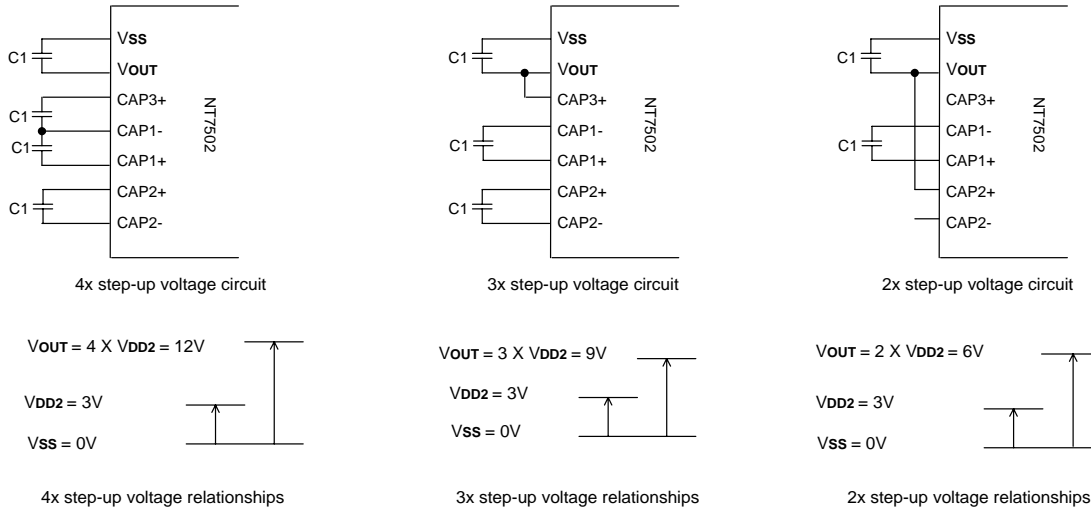 VSS
C1
VOUT
CAP3+
C1
CAP1-
C1
CAP1+
CAP2+
C1
CAP2-
NT7502
4x step-up voltage circuit
VSS
C1
VOUT
CAP3+
CAP1-
C1
CAP1+
CAP2+
C1
CAP2-
NT7502
3x step-up voltage circuit
VSS
C1
VOUT
CAP3+
CAP1-
C1
CAP1+
CAP2+
CAP2-
NT7502
2x step-up voltage circuit
VOUT = 4 X VDD2 = 12V
VDD2 = 3V
VSS = 0V
4x step-up voltage relationships
VOUT = 3 X VDD2 = 9V
VDD2 = 3V
VSS = 0V
3x step-up voltage relationships
VOUT = 2 X VDD2 = 6V
VDD2 = 3V
VSS = 0V
2x step-up voltage relationships